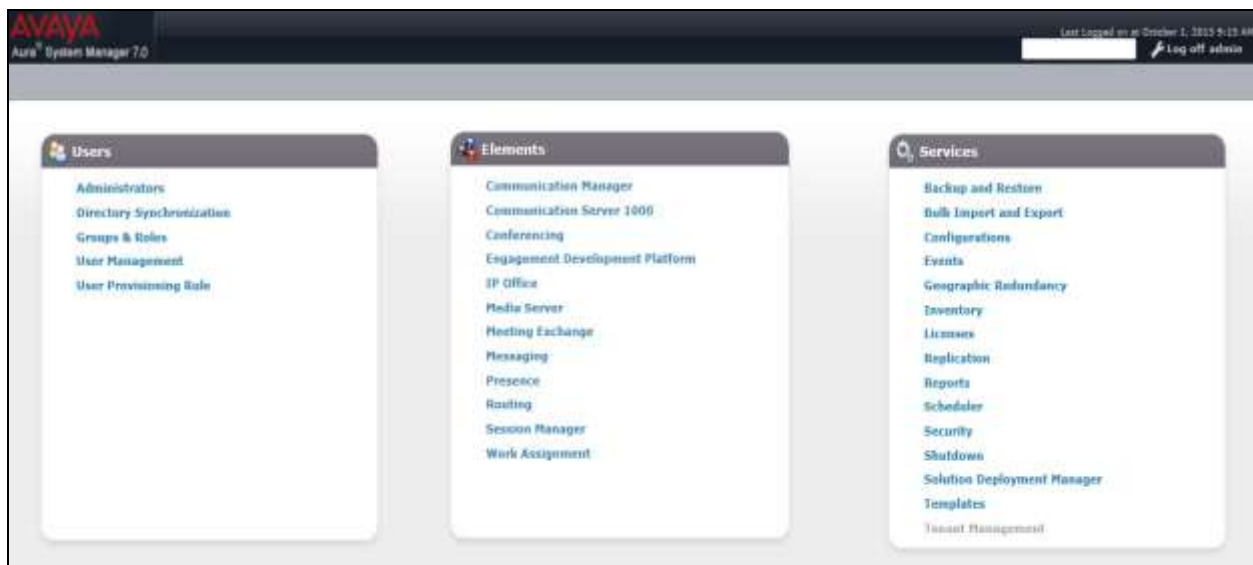 AVAYA
Aura® System Manager 7.0
Last Logged on at October 1, 2015 9:15 AM
Log off admin
Users
Administrators
Directory Synchronization
Groups & Roles
User Management
User Provisioning Rule
Elements
Communication Manager
Communication Server 1000
Conferencing
Engagement Development Platform
IP Office
Media Server
Meeting Exchange
Messaging
Presence
Routing
Session Manager
Work Assignment
Services
Backup and Restore
Bulk Import and Export
Configurations
Events
Geographic Redundancy
Inventory
Licenses
Replication
Reports
Scheduler
Security
Shutdown
Solution Deployment Manager
Templates
Tenant Management